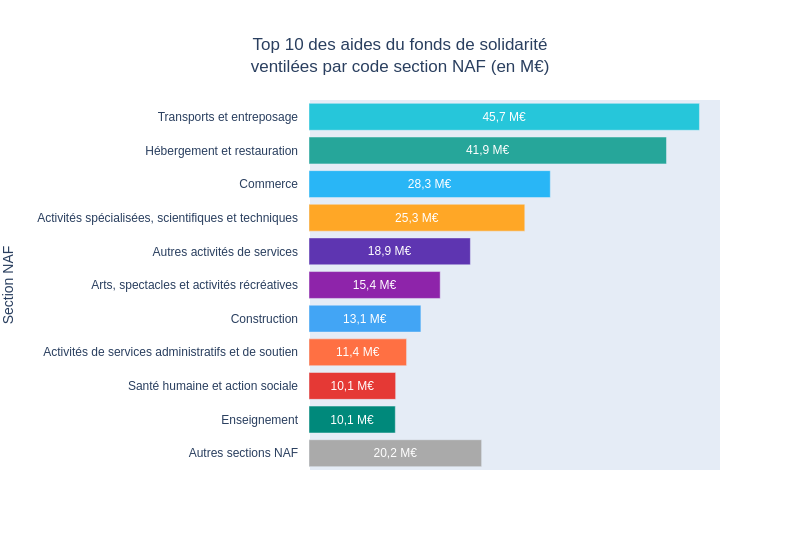 Top 10 des aides du fonds de solidarité
ventilées par code section NAF (en M€)
Section NAF
Transports et entreposage 45,7 M€
Hébergement et restauration 41,9 M€
Commerce 28,3 M€
Activités spécialisées, scientifiques et techniques 25,3 M€
Autres activités de services 18,9 M€
Arts, spectacles et activités récréatives 15,4 M€
Construction 13,1 M€
Activités de services administratifs et de soutien 11,4 M€
Santé humaine et action sociale 10,1 M€
Enseignement 10,1 M€
Autres sections NAF 20,2 M€